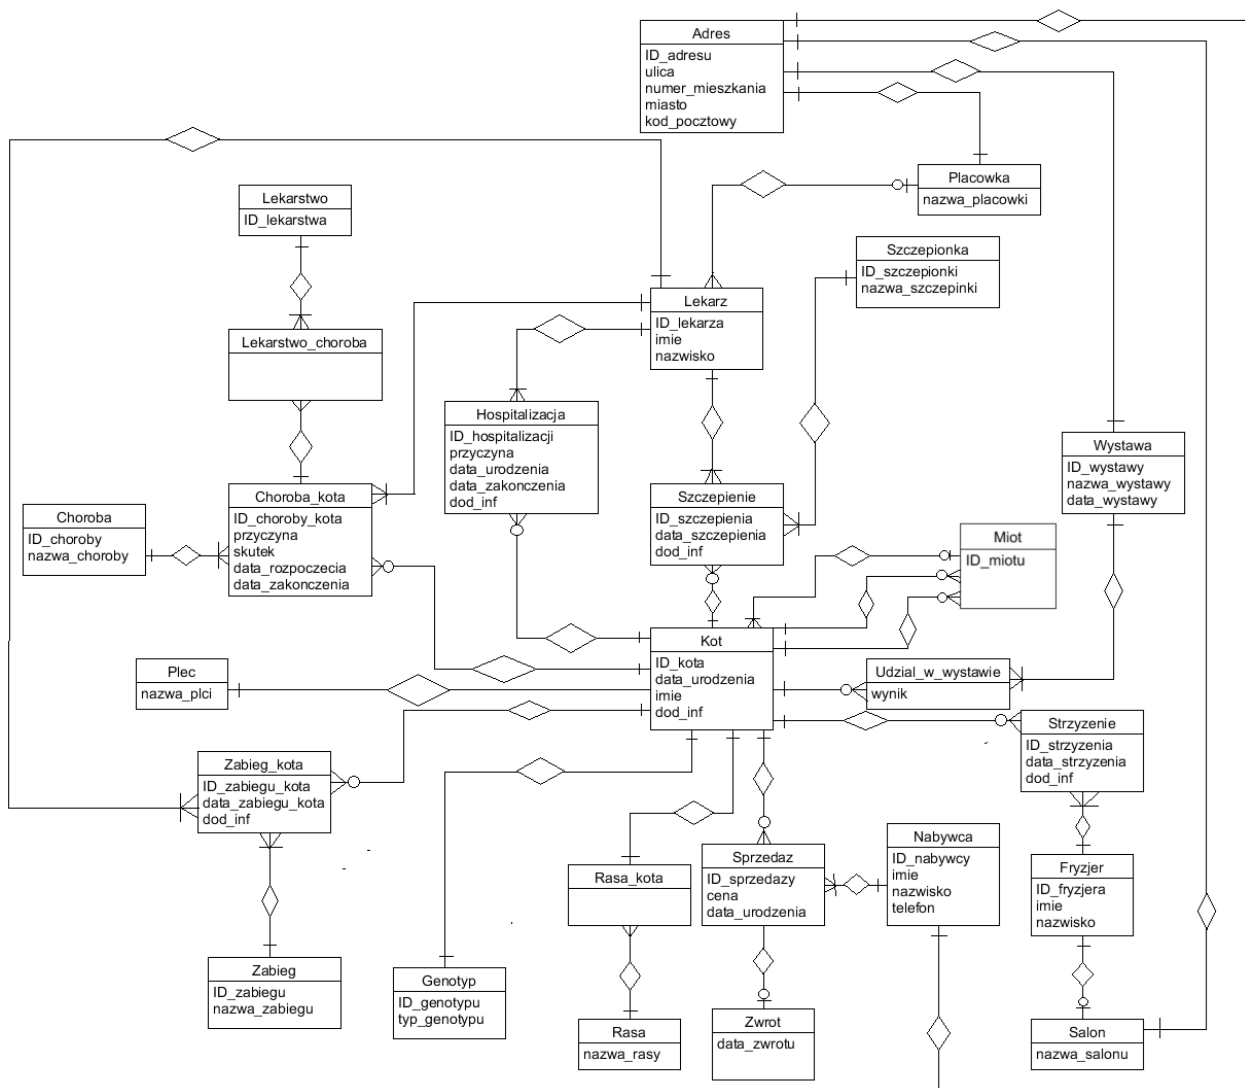 Adres
ID_adresu
ulica
numer_mieszkania
miasto
kod_pocztowy
Placowka
nazwa_placowki
Lekarstwo
ID_lekarstwa
Szczepionka
ID_szczepionki
nazwa_szczepinki
Lekarz
ID_lekarza
imie
nazwisko
Lekarstwo_choroba
Hospitalizacja
ID_hospitalizacji
przyczyna
data_urodzenia
data_zakonczenia
dod_inf
Wystawa
ID_wystawy
nazwa_wystawy
data_wystawy
Choroba_kota
ID_choroby_kota
przyczyna
skutek
data_rozpoczecia
data_zakonczenia
Szczepienie
ID_szczepienia
data_szczepienia
dod_inf
Choroba
ID_choroby
nazwa_choroby
Miot
ID_miotu
Kot
ID_kota
data_urodzenia
imie
dod_inf
Plec
nazwa_plci
Udzial_w_wystawie
wynik
Strzyzenie
ID_strzyzenia
data_strzyzenia
dod_inf
Zabieg_kota
ID_zabiegu_kota
data_zabiegu_kota
dod_inf
Nabywca
ID_nabywcy
imie
nazwisko
telefon
Sprzedaz
ID_sprzedazy
cena
data_urodzenia
Rasa_kota
Fryzjer
ID_fryzjera
imie
nazwisko
Zabieg
ID_zabiegu
nazwa_zabiegu
Genotyp
ID_genotypu
typ_genotypu
Rasa
nazwa_rasy
Zwrot
data_zwrotu
Salon
nazwa_salonu